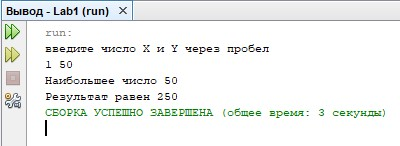 Вывод - Lab1 (run)
run:
введите число X и Y через пробел
1 50
Наибольшее число 50
Результат равен 250
СБОРКА УСПЕШНО ЗАВЕРШЕНА (общее время: 3 секунды)